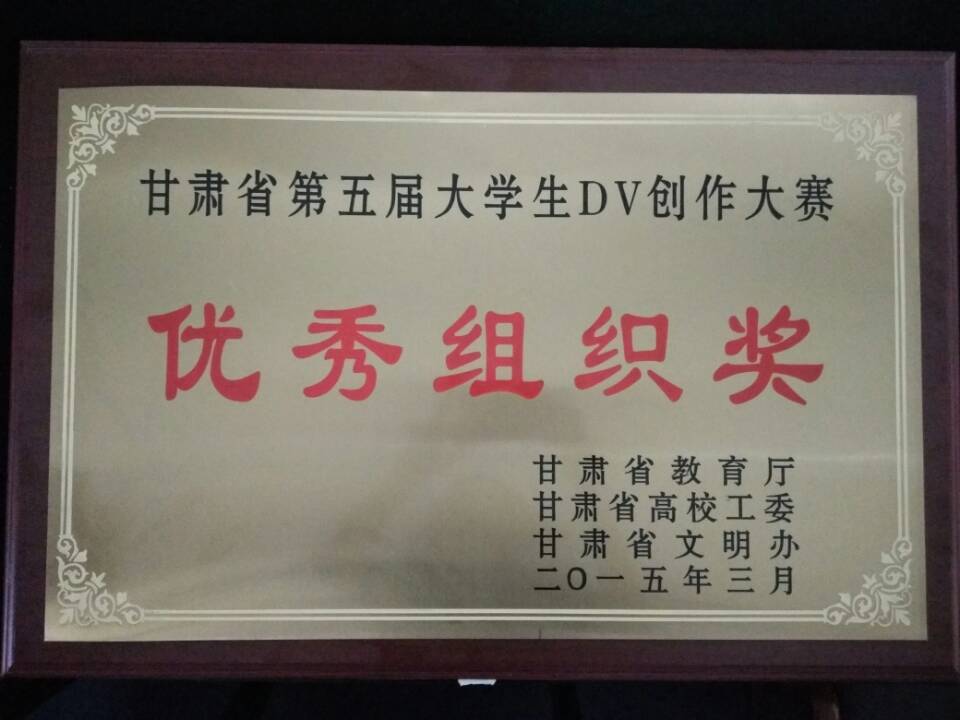 甘肃省第五届大学生DV创作大赛
优秀组织奖
甘肃省教育厅
甘肃省高校工委
甘肃省文明办
二〇一五年三月